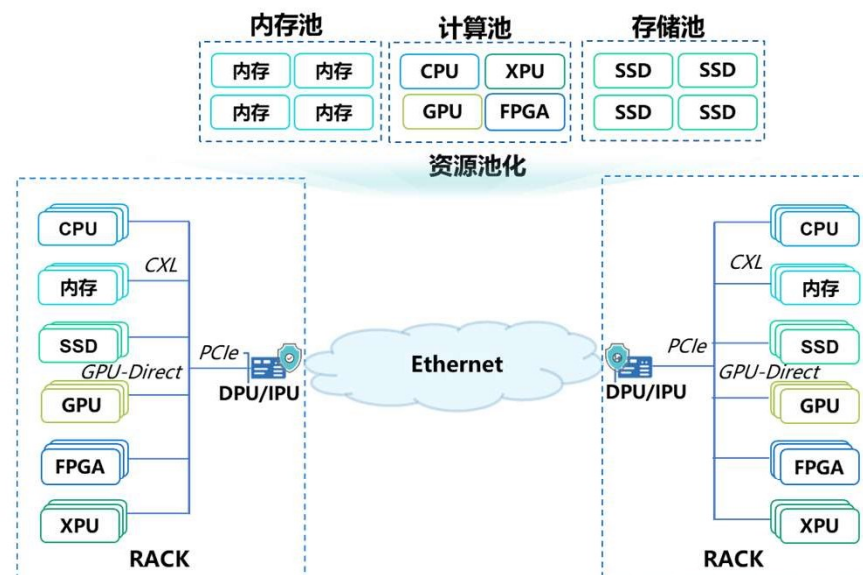 内存池
计算池
存储池
内存 内存
CPU XPU
SSD SSD
内存 内存
GPU FPGA
SSD SSD
资源池化
CPU
CXL
内存
SSD
GPU-Direct
GPU
FPGA
XPU
RACK
PCIe
DPU/IPU
Ethernet
DPU/IPU
PCIe
CPU
CXL
内存
SSD
GPU-Direct
GPU
FPGA
XPU
RACK